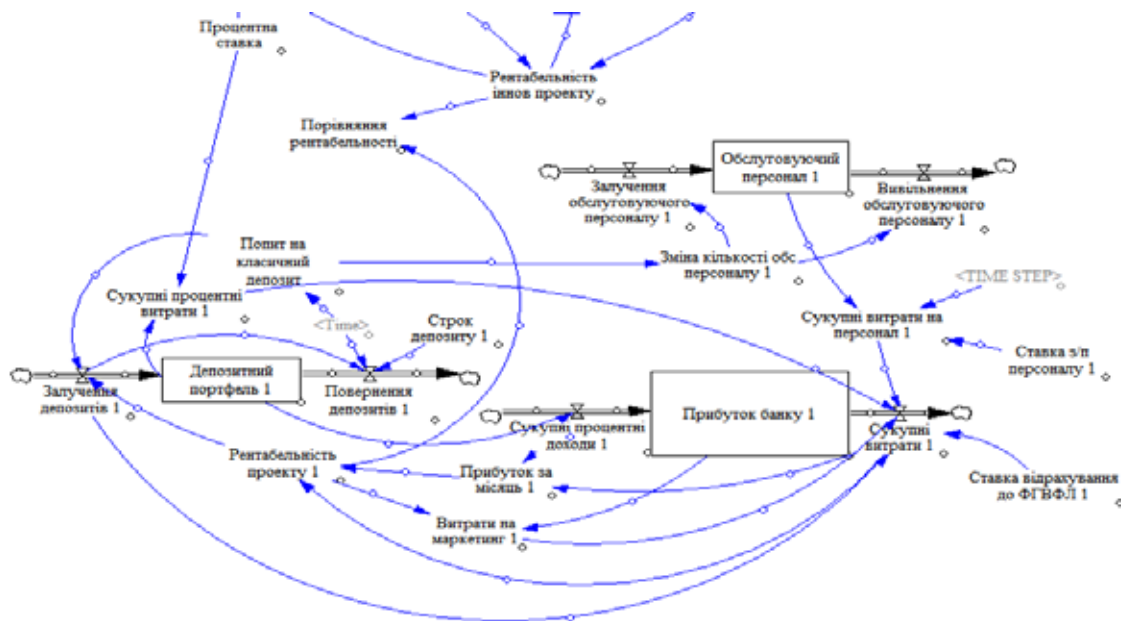 Процентна
ставка
Рентабельність
іннов проекту
Порівняння
рентабельності
Обслуговуючий
персонал 1
Залучення
обслуговуючого
персоналу 1
Вивільнення
обслуговуючого
персоналу 1
Попит на
класичний
депозит
Зміна кількості обс
персоналу 1
<TIME STEP>
Сукупні процентні
витрати 1
<Time>
Строк
депозиту 1
Сукупні витрати на
персонал 1
Ставка з/п
персоналу 1
Депозитний
портфель 1
Залучення
депозитів 1
Повернення
депозитів 1
Прибуток банку 1
Сукупні процентні
доходи 1
Сукупні
витрати 1
Рентабельність
проекту 1
Прибуток за
місяць 1
Ставка відрахування
до ФГВФЛ 1
Витрати на
маркетинг 1